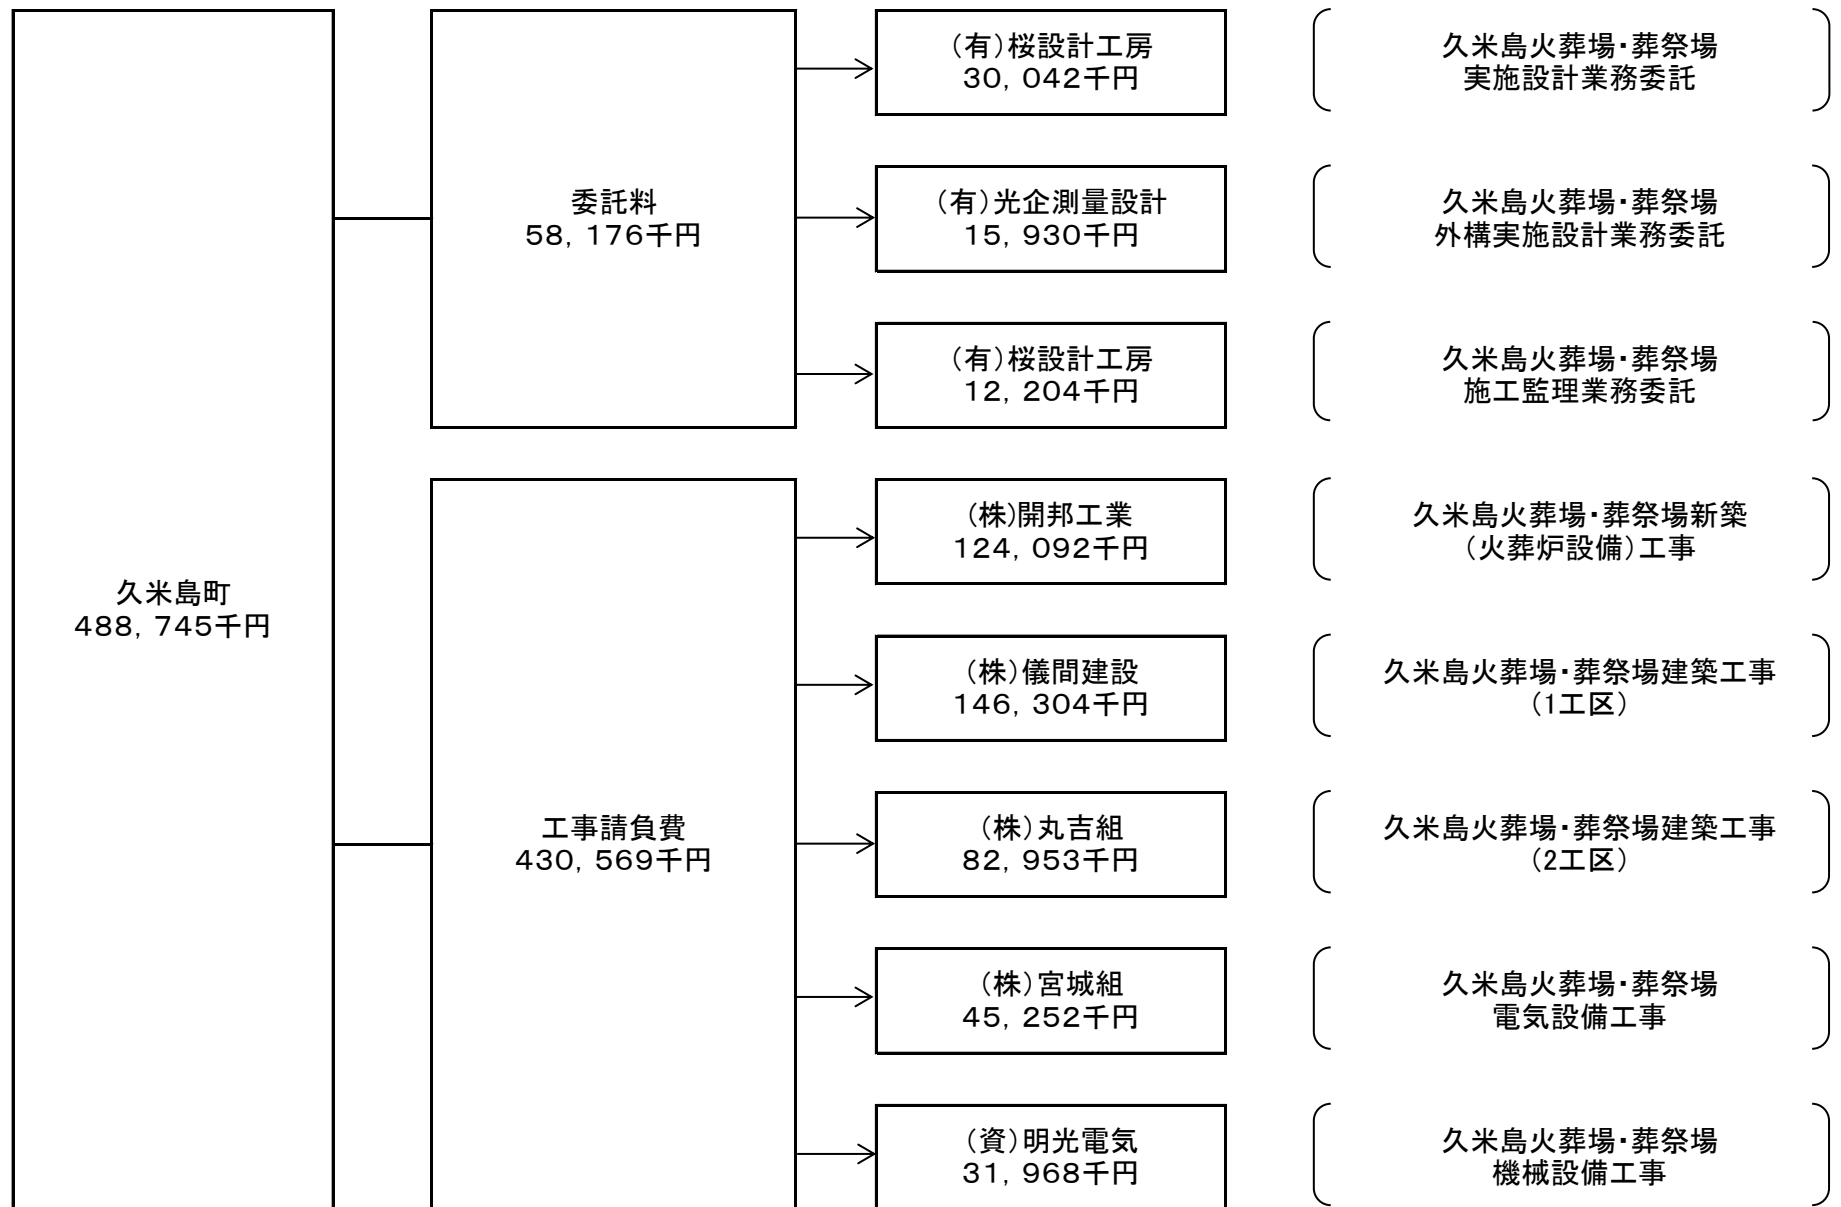 久米島町
488，745千円
委託料
58，176千円
（有）桜設計工房
30，042千円
久米島火葬場・葬祭場
実施設計業務委託
（有）光企測量設計
15，930千円
久米島火葬場・葬祭場
外構実施設計業務委託
（有）桜設計工房
12，204千円
久米島火葬場・葬祭場
施工監理業務委託
工事請負費
430，569千円
（株）開邦工業
124，092千円
久米島火葬場・葬祭場新築
（火葬炉設備）工事
（株）儀間建設
146，304千円
久米島火葬場・葬祭場建築工事
（1工区）
（株）丸吉組
82，953千円
久米島火葬場・葬祭場建築工事
（2工区）
（株）宮城組
45，252千円
久米島火葬場・葬祭場
電気設備工事
（資）明光電気
31，968千円
久米島火葬場・葬祭場
機械設備工事